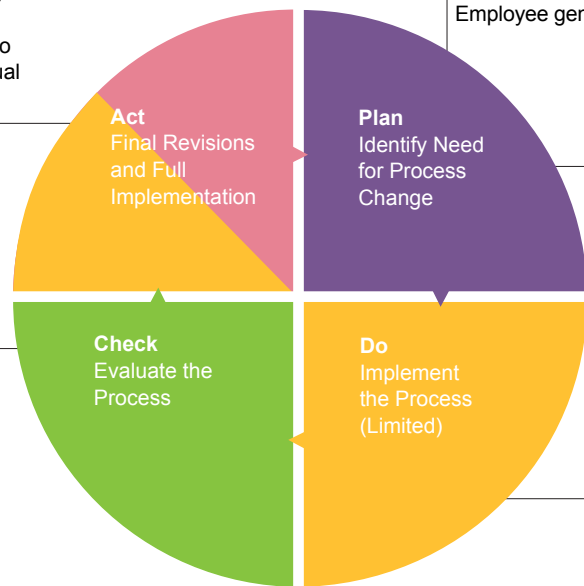 Employee
ual
Act
Final Revisions
and Full
Implementation
Plan
Identify Need
for Process
Change
Check
Evaluate the
Process
Do
Implement
the Process
(Limited)